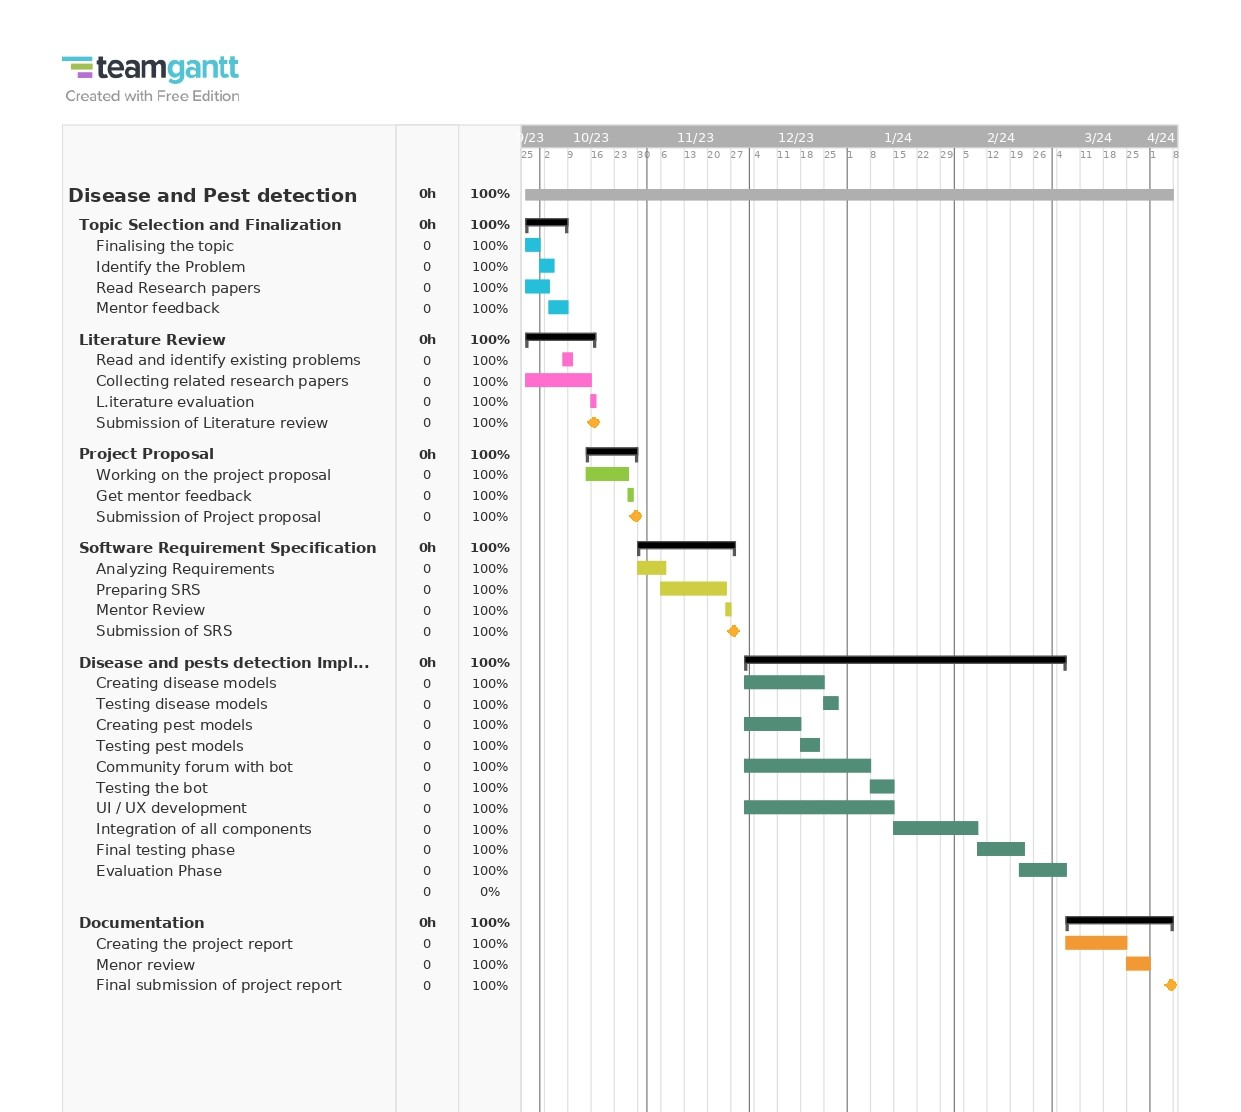 teamgantt
Created with Free Edition
9/23 10/23 11/23 12/23 1/24 2/24 3/24 4/24
25 2 9 16 23 30 6 13 20 27 4 11 18 25 1 8 15 22 29 5 12 19 26 4 11 18 25 1 8
Disease and Pest detection 0h 100%
Topic Selection and Finalization 0h 100%
Finalising the topic 0 100%
Identify the Problem 0 100%
Read Research papers 0 100%
Mentor feedback 0 100%
Literature Review 0h 100%
Read and identify existing problems 0 100%
Collecting related research papers 0 100%
L.iterature evaluation 0 100%
Submission of Literature review 0 100%
Project Proposal 0h 100%
Working on the project proposal 0 100%
Get mentor feedback 0 100%
Submission of Project proposal 0 100%
Software Requirement Specification 0h 100%
Analyzing Requirements 0 100%
Preparing SRS 0 100%
Mentor Review 0 100%
Submission of SRS 0 100%
Disease and pests detection Impl... 0h 100%
Creating disease models 0 100%
Testing disease models 0 100%
Creating pest models 0 100%
Testing pest models 0 100%
Community forum with bot 0 100%
Testing the bot 0 100%
UI / UX development 0 100%
Integration of all components 0 100%
Final testing phase 0 100%
Evaluation Phase 0 100%
0 0%
Documentation 0h 100%
Creating the project report 0 100%
Menor review 0 100%
Final submission of project report 0 100%